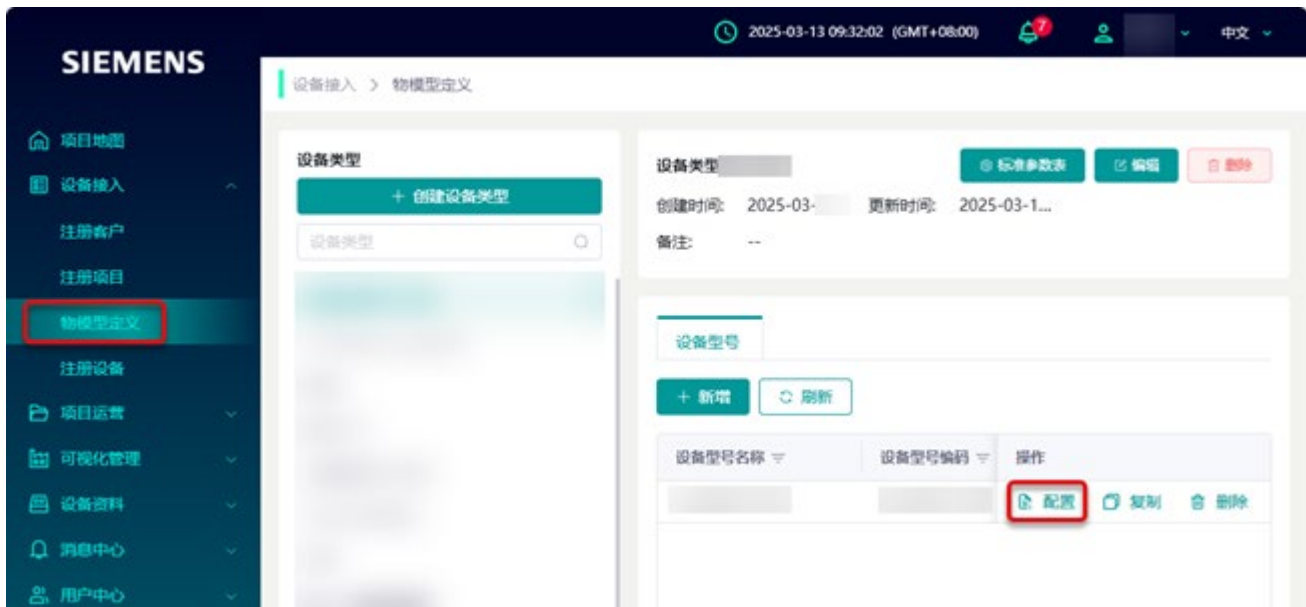 2025-03-13 09:32:02 (GMT+08:00)
7
中文
SIEMENS
设备接入 > 物模型定义
项目地图
设备接入
注册客户
注册项目
物模型定义
注册设备
项目运营
可视化管理
设备资料
消息中心
用户中心
设备类型
+ 创建设备类型
设备类型
设备类型
标准参数表
编辑
删除
创建时间: 2025-03- 更新时间: 2025-03-1...
备注: --
设备型号
+ 新增
刷新
设备型号名称 设备型号编码 操作
配置 复制 删除